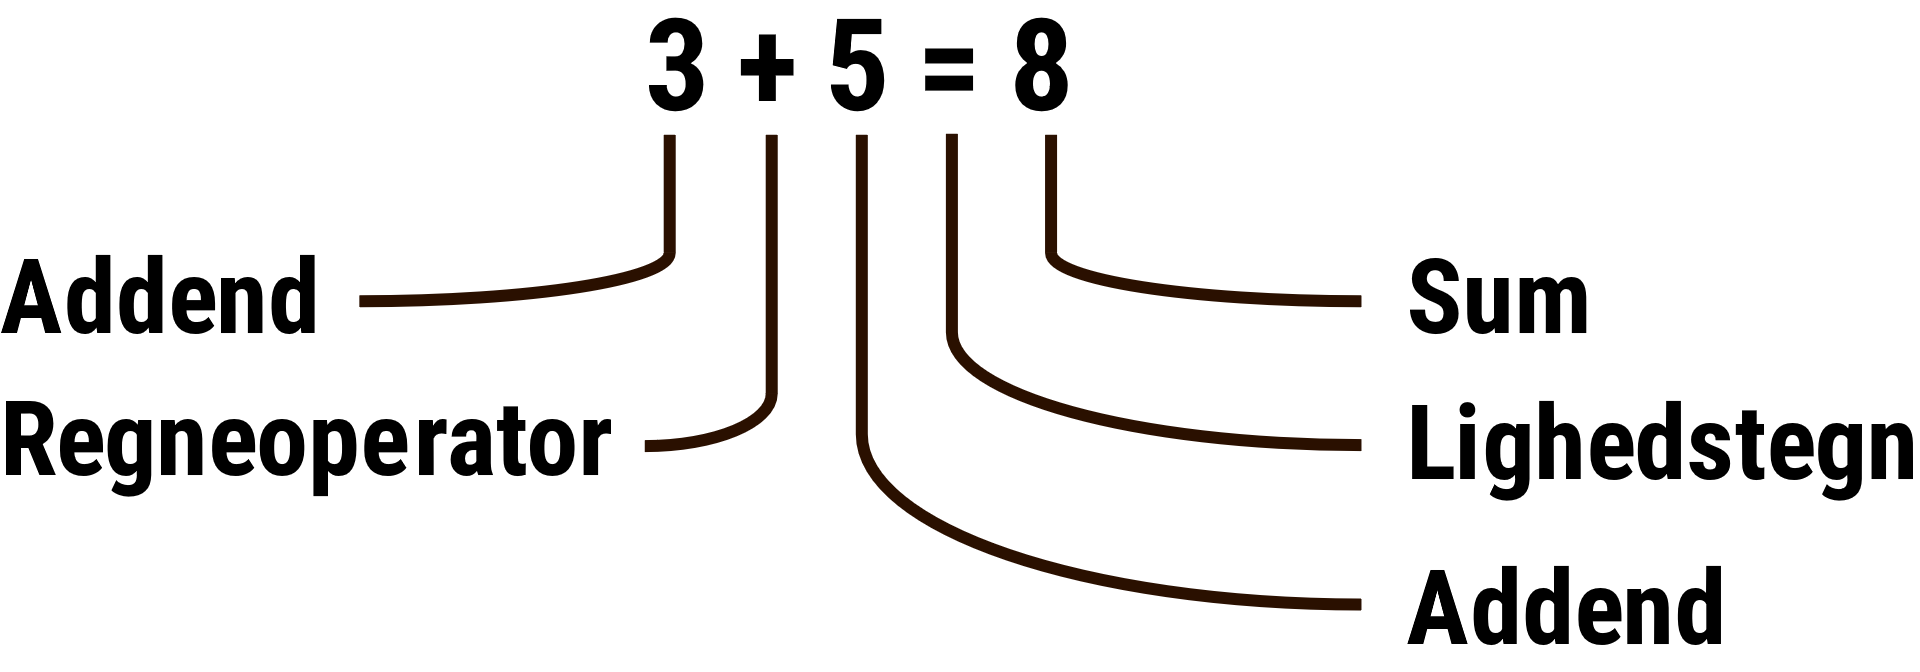 3 + 5 = 8
Addend
Sum
Regneoperator
Lighedstegn
Addend